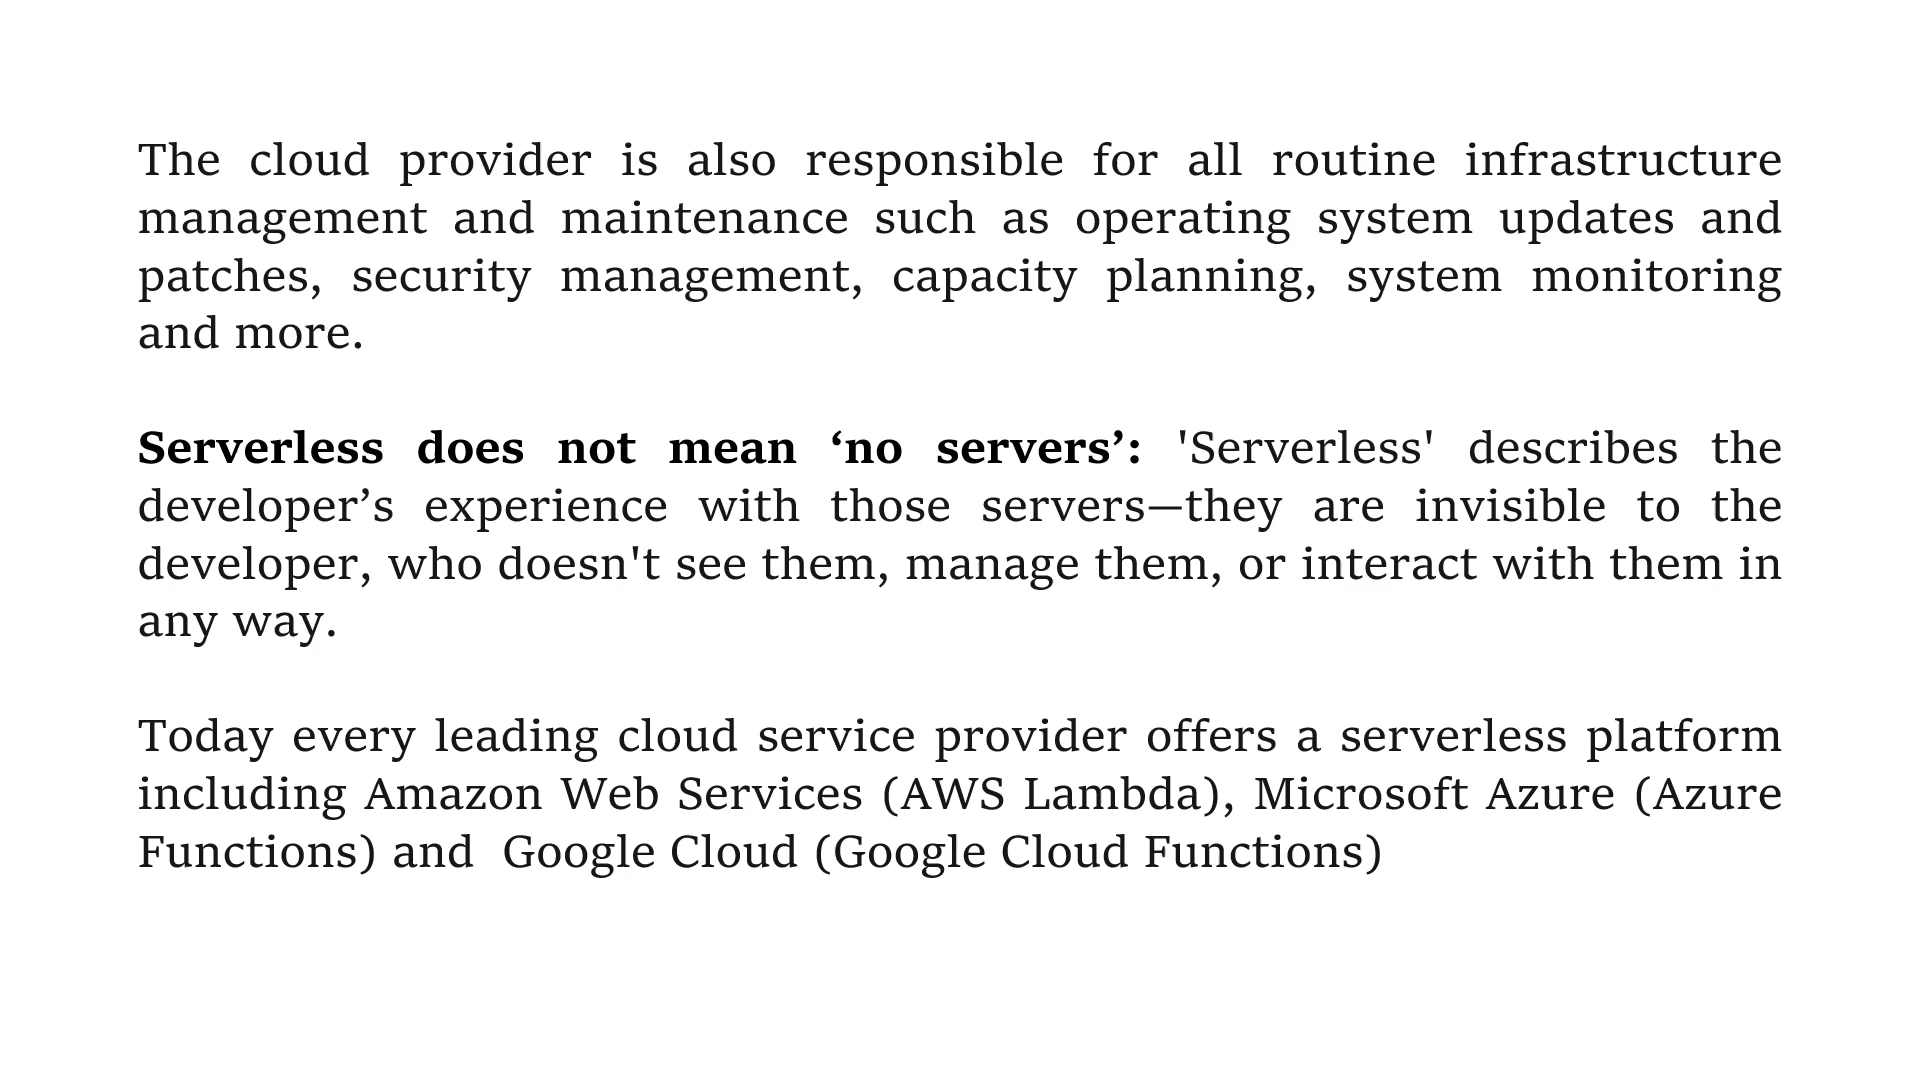 The cloud provider is also responsible for all routine infrastructure
management and maintenance such as operating system updates and
patches, security management, capacity planning, system monitoring
and more.
Serverless does not mean ‘no servers’: 'Serverless' describes the
developer’s experience with those servers—they are invisible to the
developer, who doesn't see them, manage them, or interact with them in
any way.
Today every leading cloud service provider offers a serverless platform
including Amazon Web Services (AWS Lambda), Microsoft Azure (Azure
Functions) and  Google Cloud (Google Cloud Functions)